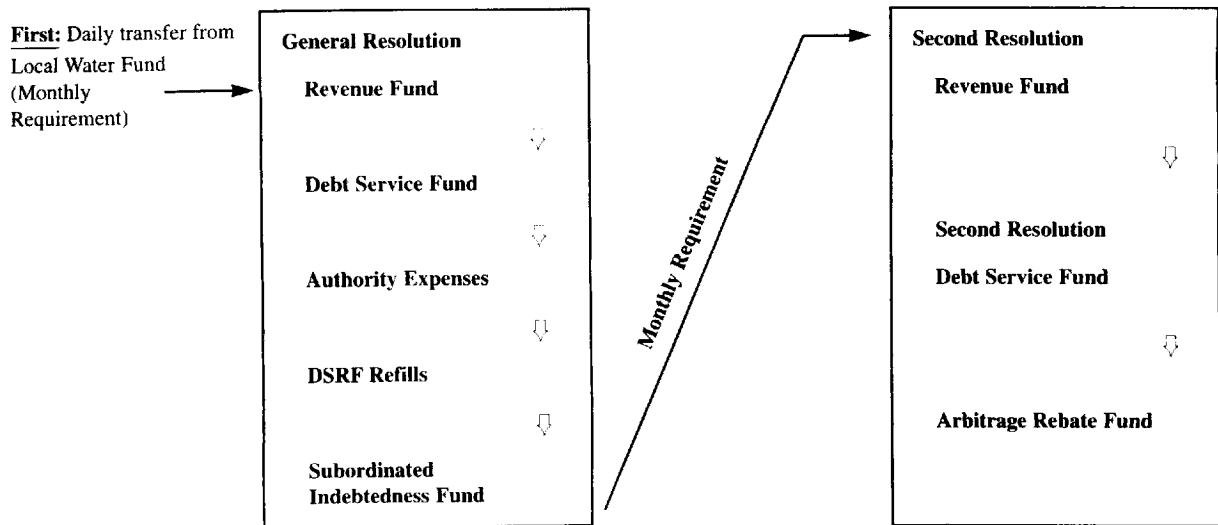 First: Daily transfer from
Local Water Fund
(Monthly
Requirement)
General Resolution
Revenue Fund
Debt Service Fund
Authority Expenses
DSRF Refills
Subordinated
Indebtedness Fund
Monthly Requirement
Second Resolution
Revenue Fund
Second Resolution
Debt Service Fund
Arbitrage Rebate Fund